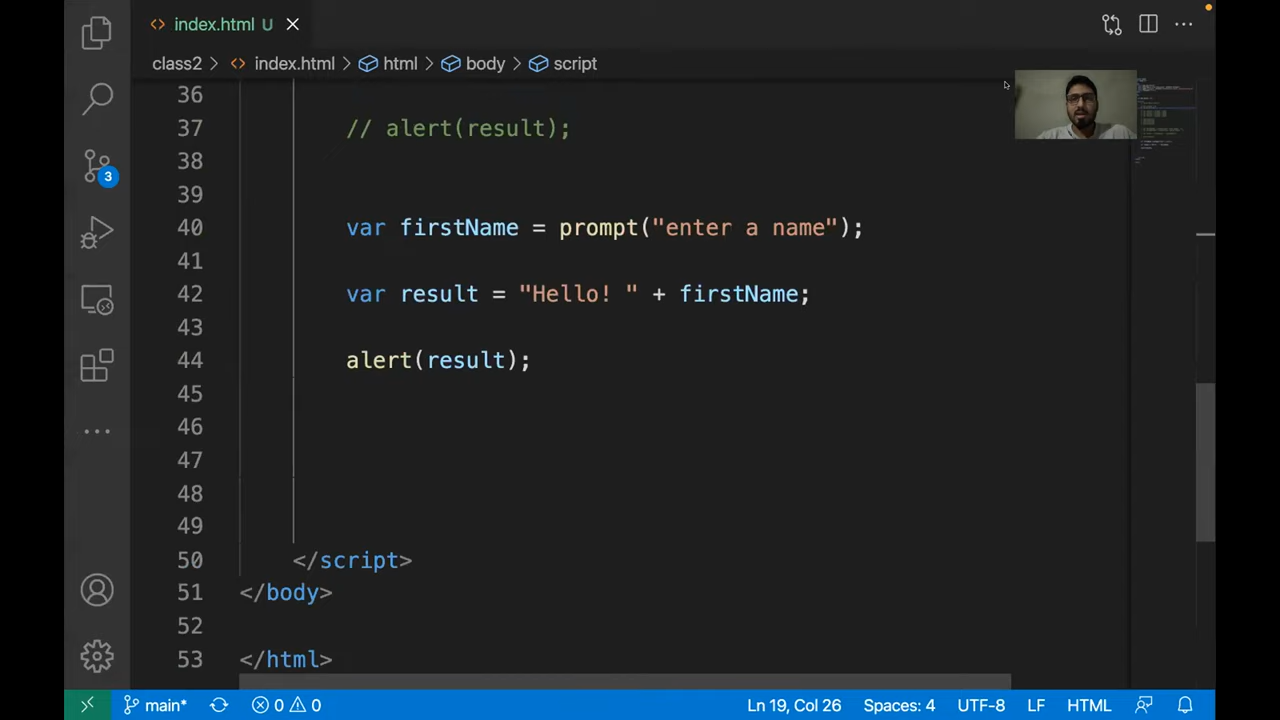 index.html U
class2 > index.html > html > body > script
36
37 // alert(result);
38
39
40 var firstName = prompt("enter a name");
41
42 var result = "Hello! " + firstName;
43
44 alert(result);
45
46
47
48
49
50 </script>
51 </body>
52
53 </html>
3
main* 0 0 Ln 19, Col 26 Spaces: 4 UTF-8 LF HTML